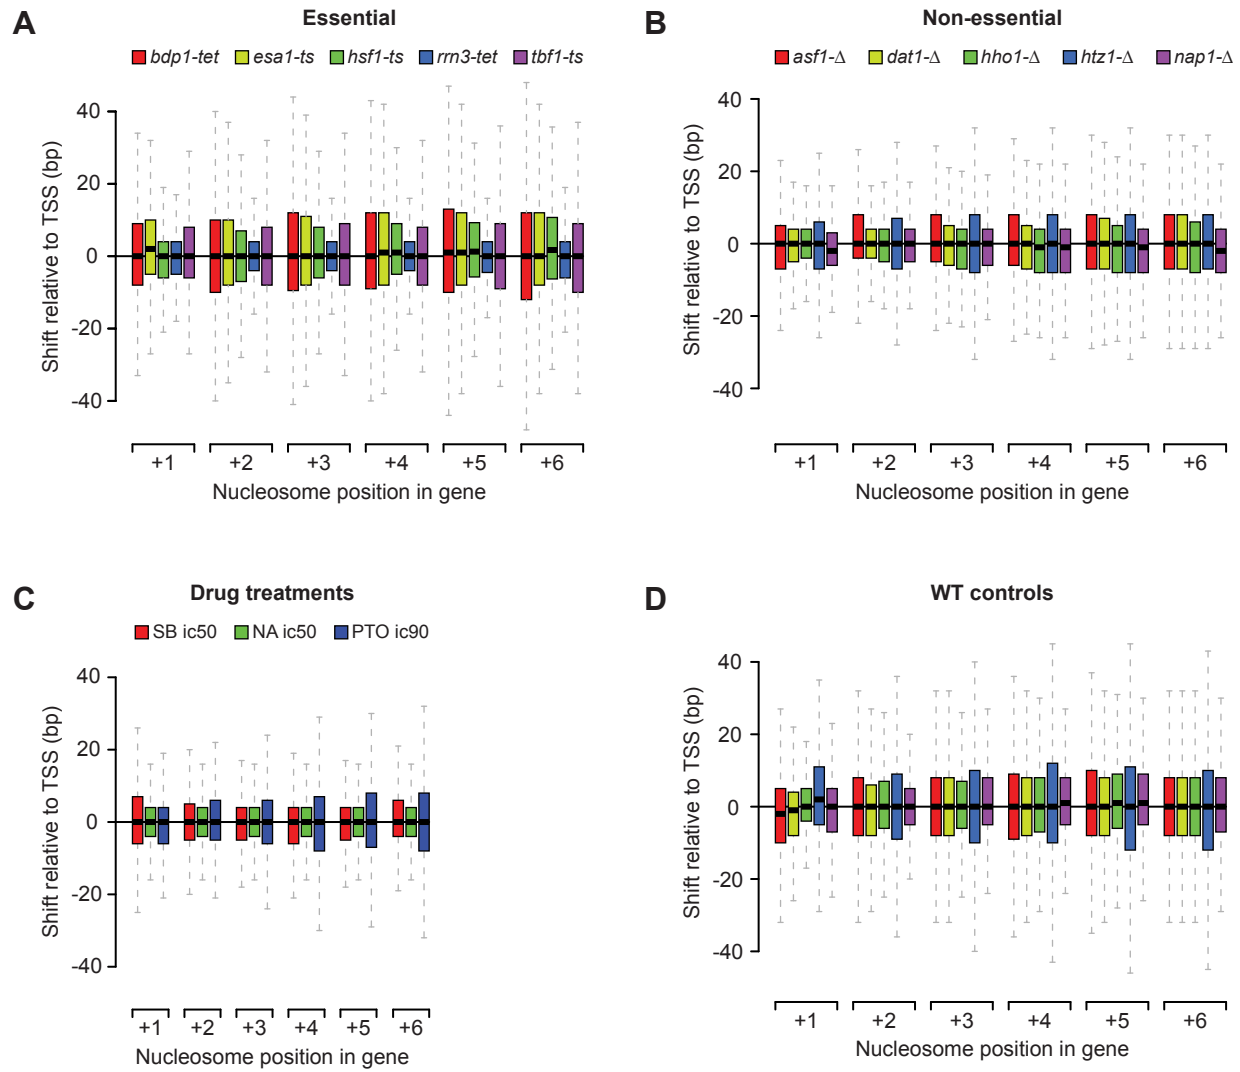 A
Essential
bdp1-tet esa1-ts hsf1-ts rrn3-tet tbf1-ts
Shift relative to TSS (bp)
40
20
0
-20
-40
+1 +2 +3 +4 +5 +6
Nucleosome position in gene
B
Non-essential
asf1-Δ dat1-Δ hho1-Δ htz1-Δ nap1-Δ
Shift relative to TSS (bp)
40
20
0
-20
-40
+1 +2 +3 +4 +5 +6
Nucleosome position in gene
C
Drug treatments
SB ic50 NA ic50 PTO ic90
Shift relative to TSS (bp)
40
20
0
-20
-40
+1 +2 +3 +4 +5 +6
Nucleosome position in gene
D
WT controls
Shift relative to TSS (bp)
40
20
0
-20
-40
+1 +2 +3 +4 +5 +6
Nucleosome position in gene